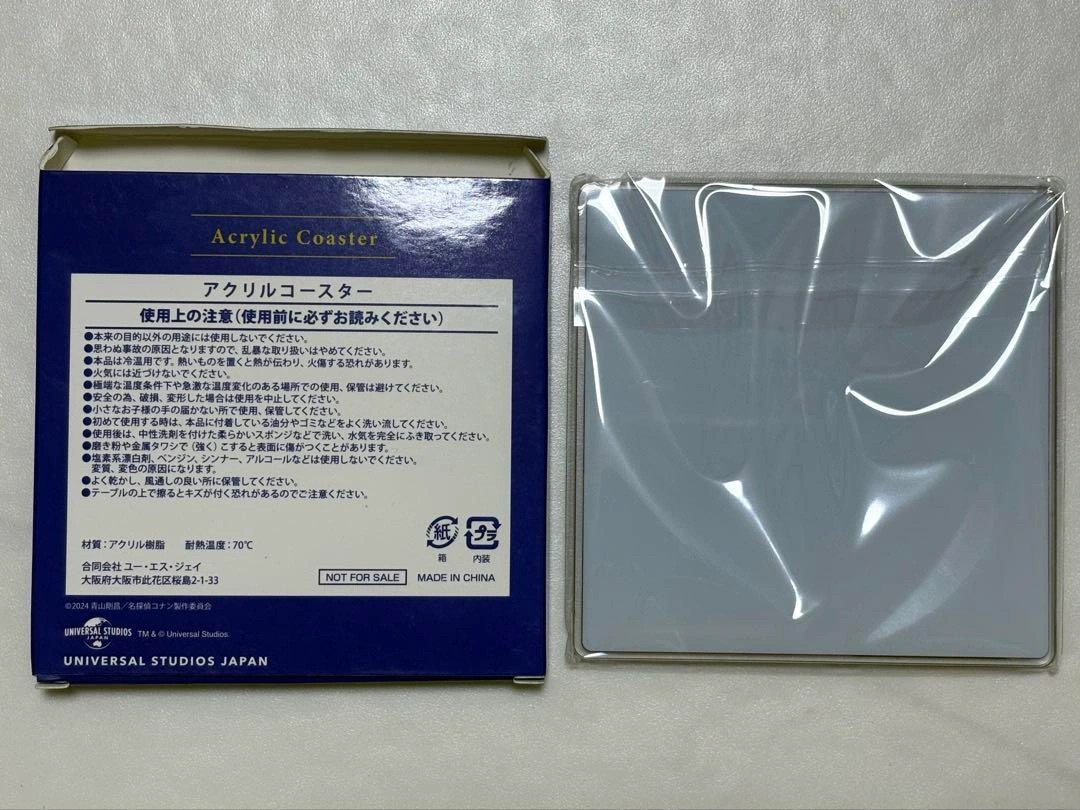 Acrylic Coaster
アクリルコースター
使用上の注意(使用前に必ずお読みください)
●本来の目的以外の用途には使用しないでください。
●思わぬ事故の原因となりますので、乱暴な取り扱いはやめてください。
●本品は冷温用です。熱いものを置くと熱が伝わり、火傷する恐れがあります。
●火気には近づけないでください。
●極端な温度条件下や急激な温度変化のある場所での使用、保管は避けてください。
●安全の為、破損、変形した場合は使用を中止してください。
●小さなお子様の手の届かない所で使用、保管してください。
●初めて使用する時は、本品に付着している油分やゴミなどをよく洗い流してください。
●使用後は、中性洗剤を付けた柔らかいスポンジなどで洗い、水気を完全にふき取ってください。
●磨き粉や金属タワシで(強く)こすると表面に傷がつくことがあります。
●塩素系漂白剤、ベンジン、シンナー、アルコールなどは使用しないでください。
変質、変色の原因になります。
●よく乾かし、風通しの良い所に保管してください。
●テーブルの上で擦るとキズが付く恐れがあるのでご注意ください。
紙 プラ
箱 内装
材質:アクリル樹脂 耐熱温度:70℃
合同会社 ユー・エス・ジェイ
大阪府大阪市此花区桜島2-1-33
NOT FOR SALE MADE IN CHINA
©2024 青山剛昌/名探偵コナン製作委員会
UNIVERSAL STUDIOS
JAPAN
TM & © Universal Studios.
UNIVERSAL STUDIOS JAPAN